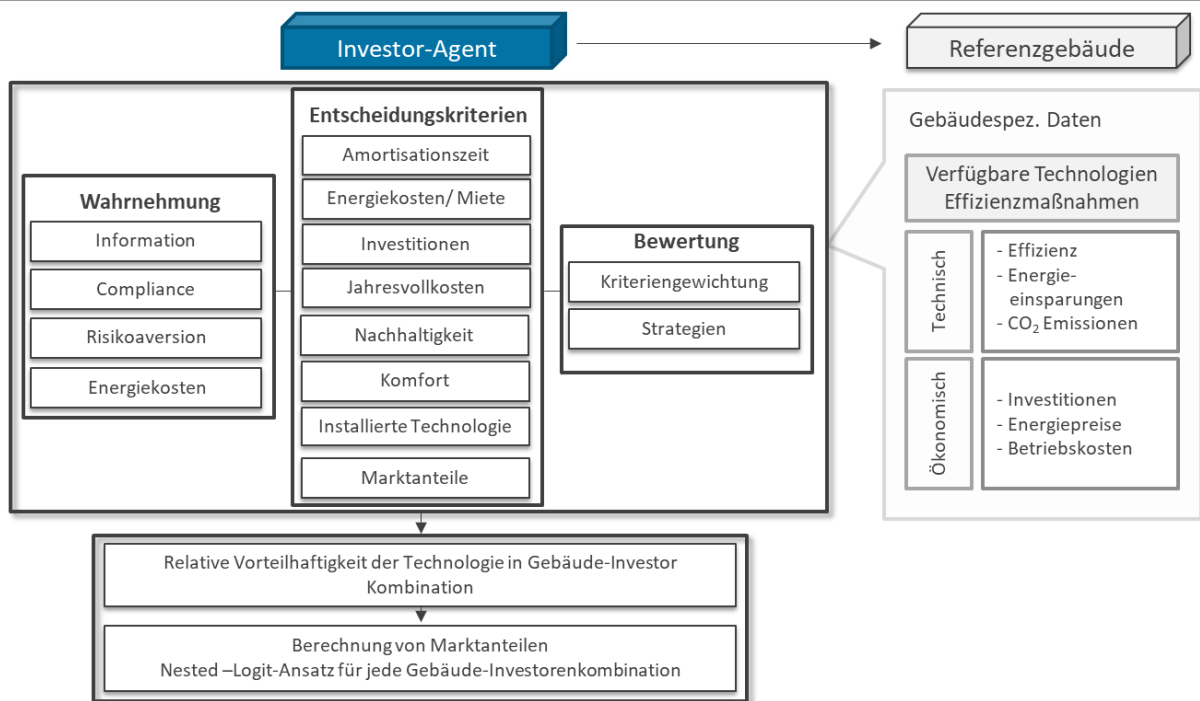 Investor-Agent
Referenzgebäude
Wahrnehmung
Information
Compliance
Risikoaversion
Energiekosten
Entscheidungskriterien
Amortisationszeit
Energiekosten/ Miete
Investitionen
Jahresvollkosten
Nachhaltigkeit
Komfort
Installierte Technologie
Marktanteile
Bewertung
Kriteriengewichtung
Strategien
Gebäudespez. Daten
Verfügbare Technologien
Effizienzmaßnahmen
Technisch
- Effizienz
- Energie-
einsparungen
- CO₂ Emissionen
Ökonomisch
- Investitionen
- Energiepreise
- Betriebskosten
Relative Vorteilhaftigkeit der Technologie in Gebäude-Investor
Kombination
Berechnung von Marktanteilen
Nested –Logit-Ansatz für jede Gebäude-Investorenkombination